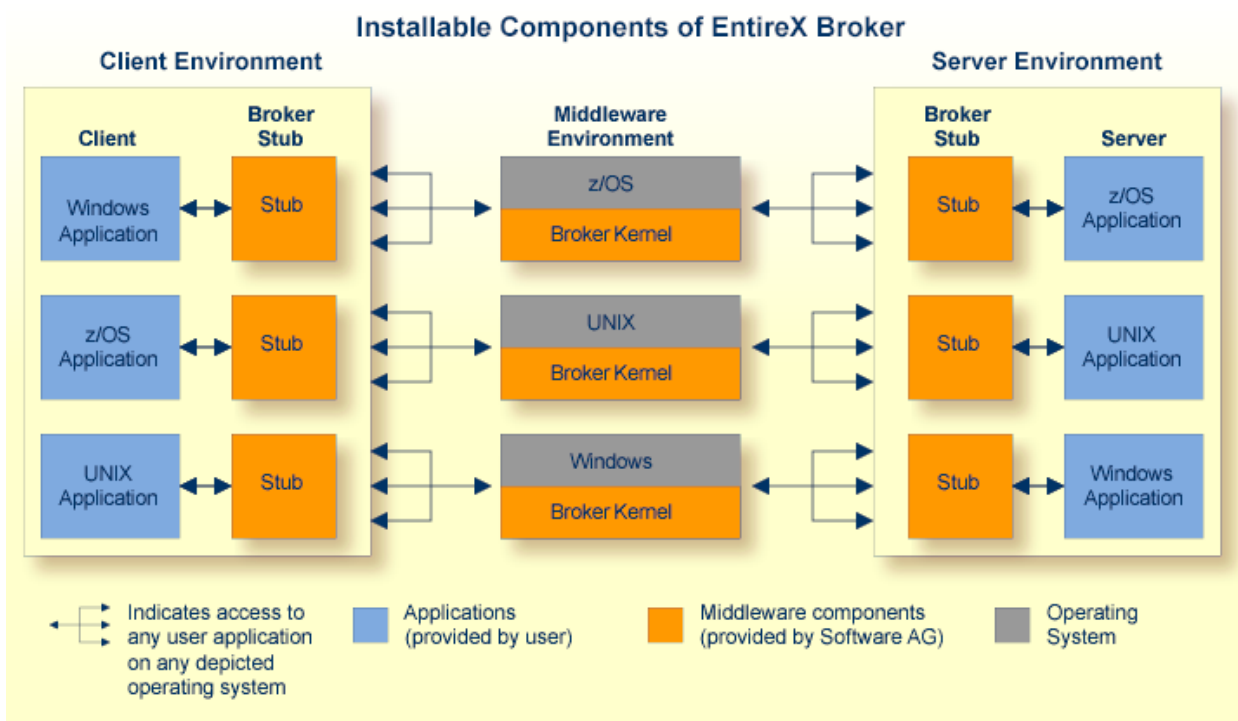 Installable Components of EntireX Broker
Client Environment
Server Environment
Client
Broker
Stub
Middleware
Environment
Broker
Stub
Server
Windows
Application
Stub
z/OS
Broker Kernel
Stub
z/OS
Application
z/OS
Application
Stub
UNIX
Broker Kernel
Stub
UNIX
Application
UNIX
Application
Stub
Windows
Broker Kernel
Stub
Windows
Application
Indicates access to
any user application
on any depicted
operating system
Applications
(provided by user)
Middleware components
(provided by Software AG)
Operating
System